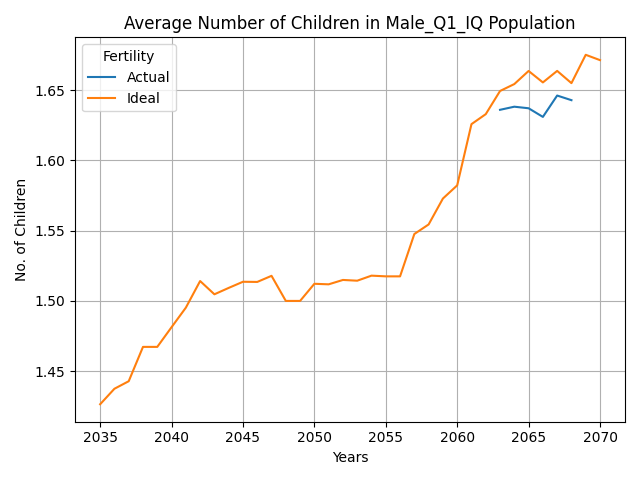 Average Number of Children in Male_Q1_IQ Population
Fertility
Actual
Ideal
No. of Children
1.65
1.60
1.55
1.50
1.45
2035 2040 2045 2050 2055 2060 2065 2070
Years